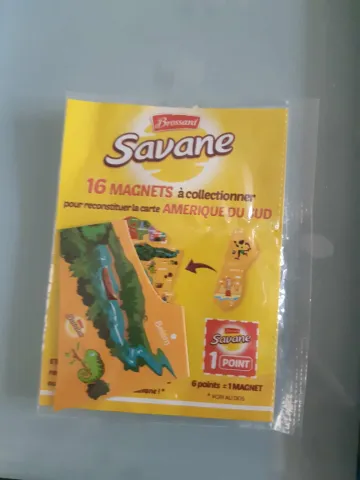 Brossard
Savane
16 MAGNETS à collectionner
pour reconstituer la carte AMERIQUE DU SUD
Savane
1 POINT
6 points = 1 MAGNET